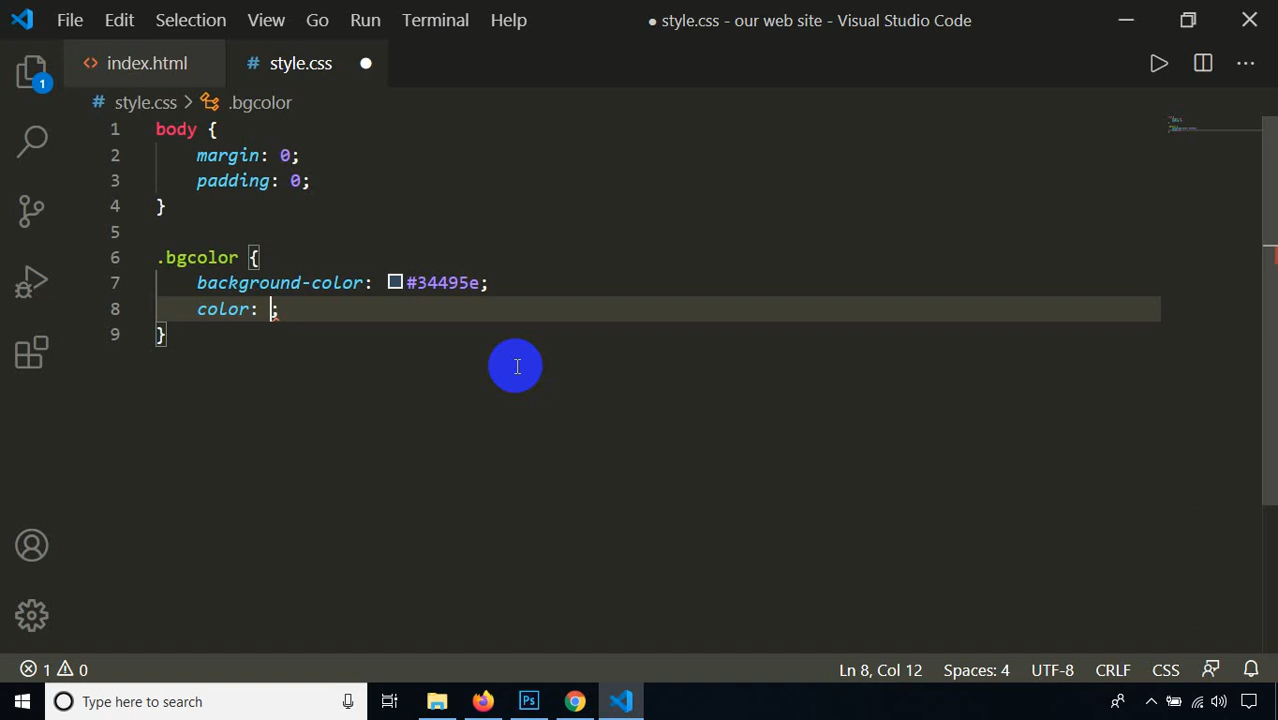 File Edit Selection View Go Run Terminal Help ● style.css - our web site - Visual Studio Code
<> index.html # style.css ●
# style.css > .bgcolor
1 body {
2     margin: 0;
3     padding: 0;
4 }
5
6 .bgcolor {
7     background-color: #34495e;
8     color: ;
9 }
1
1 0 Ln 8, Col 12 Spaces: 4 UTF-8 CRLF CSS
Type here to search Ps